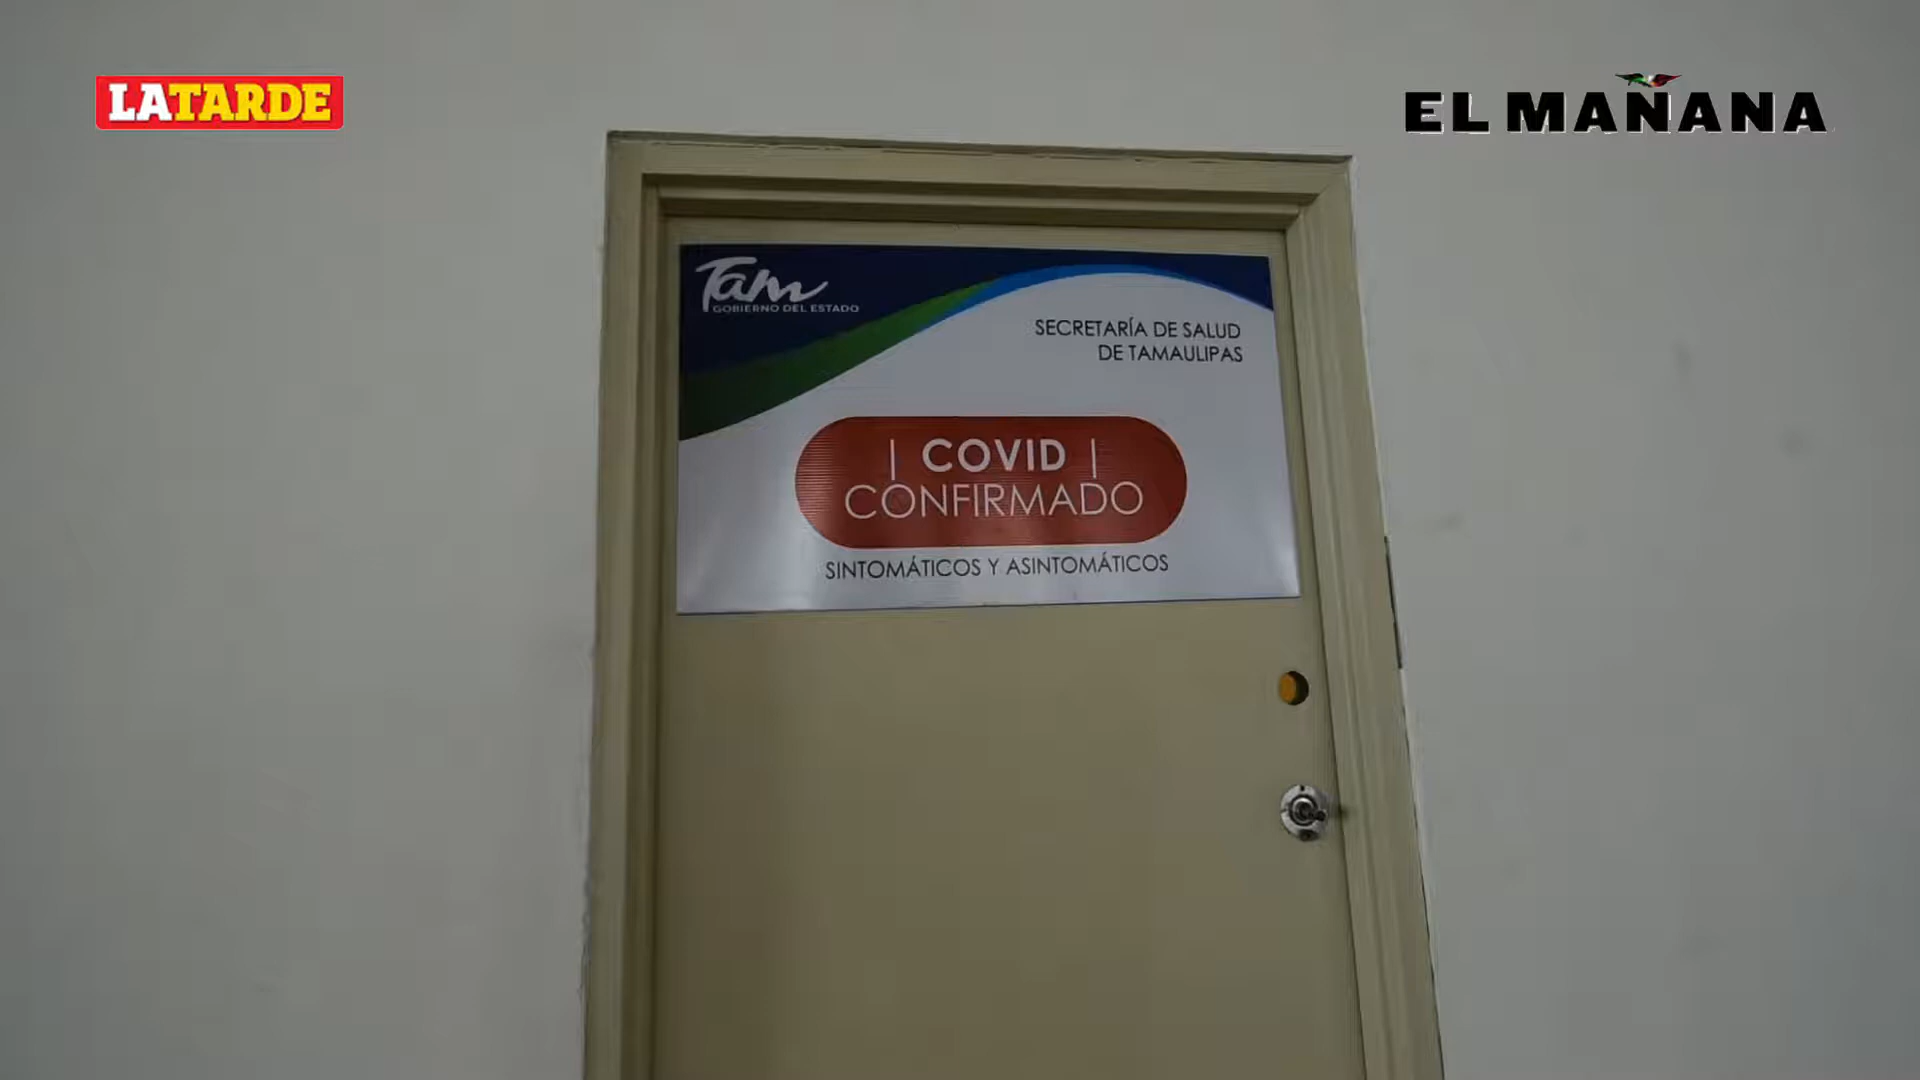 LATARDE
EL MAÑANA
Tam
GOBIERNO DEL ESTADO
SECRETARÍA DE SALUD
DE TAMAULIPAS
| COVID |
CONFIRMADO
SINTOMÁTICOS Y ASINTOMÁTICOS